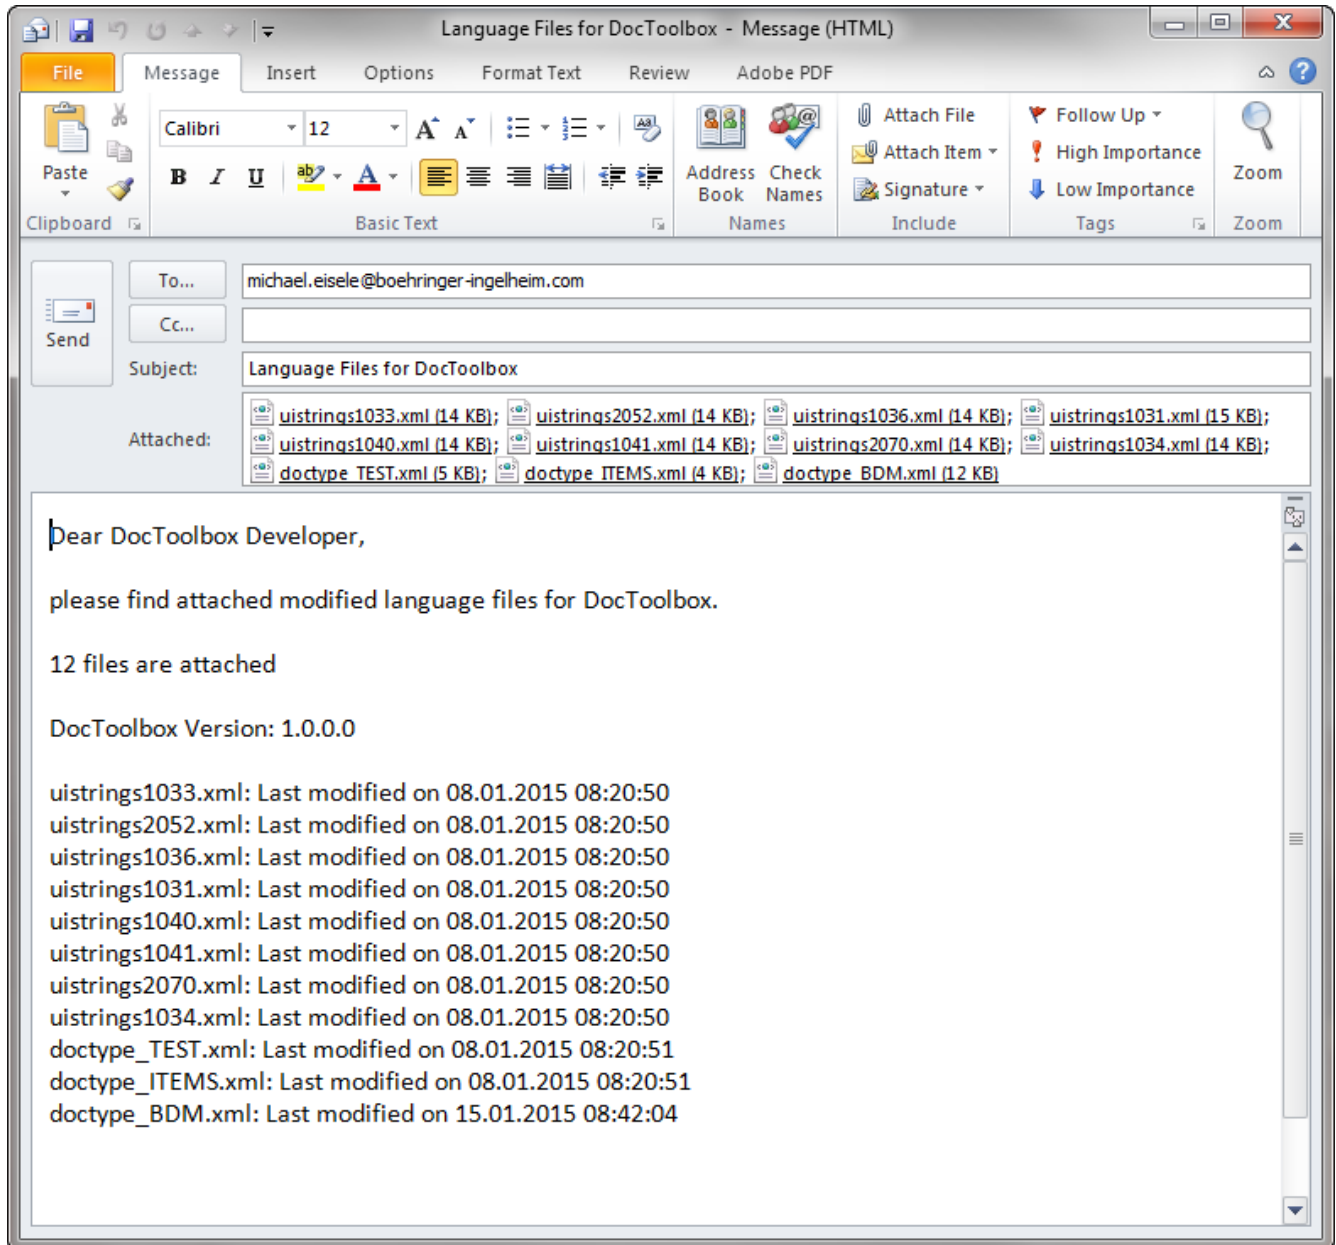 Language Files for DocToolbox - Message (HTML)
File Message Insert Options Format Text Review Adobe PDF
Paste
Clipboard
Calibri 12
B I U
Basic Text
Address Book
Check Names
Names
Attach File
Attach Item
Signature
Include
Follow Up
High Importance
Low Importance
Tags
Zoom
Zoom
Send
To... michael.eisele@boehringer-ingelheim.com
Cc...
Subject: Language Files for DocToolbox
Attached:
uistrings1033.xml (14 KB); uistrings2052.xml (14 KB); uistrings1036.xml (14 KB); uistrings1031.xml (15 KB);
uistrings1040.xml (14 KB); uistrings1041.xml (14 KB); uistrings2070.xml (14 KB); uistrings1034.xml (14 KB);
doctype_TEST.xml (5 KB); doctype_ITEMS.xml (4 KB); doctype_BDM.xml (12 KB)
Dear DocToolbox Developer,
please find attached modified language files for DocToolbox.
12 files are attached
DocToolbox Version: 1.0.0.0
uistrings1033.xml: Last modified on 08.01.2015 08:20:50
uistrings2052.xml: Last modified on 08.01.2015 08:20:50
uistrings1036.xml: Last modified on 08.01.2015 08:20:50
uistrings1031.xml: Last modified on 08.01.2015 08:20:50
uistrings1040.xml: Last modified on 08.01.2015 08:20:50
uistrings1041.xml: Last modified on 08.01.2015 08:20:50
uistrings2070.xml: Last modified on 08.01.2015 08:20:50
uistrings1034.xml: Last modified on 08.01.2015 08:20:50
doctype_TEST.xml: Last modified on 08.01.2015 08:20:51
doctype_ITEMS.xml: Last modified on 08.01.2015 08:20:51
doctype_BDM.xml: Last modified on 15.01.2015 08:42:04